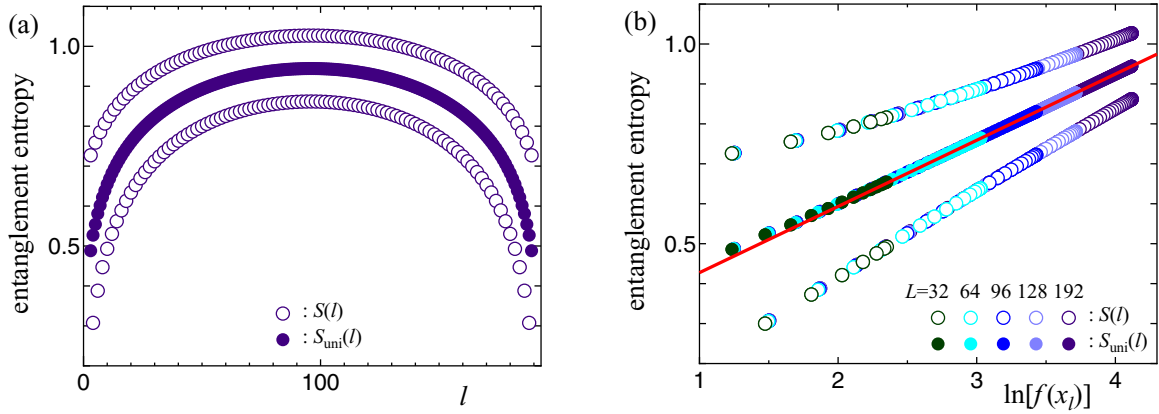 (a)
entanglement entropy
1.0
0.5
0
100
l
: S(l)
: S_uni(l)
(b)
entanglement entropy
1.0
0.5
1
2
3
4
ln[f(x_l)]
L=32 64 96 128 192
: S(l)
: S_uni(l)